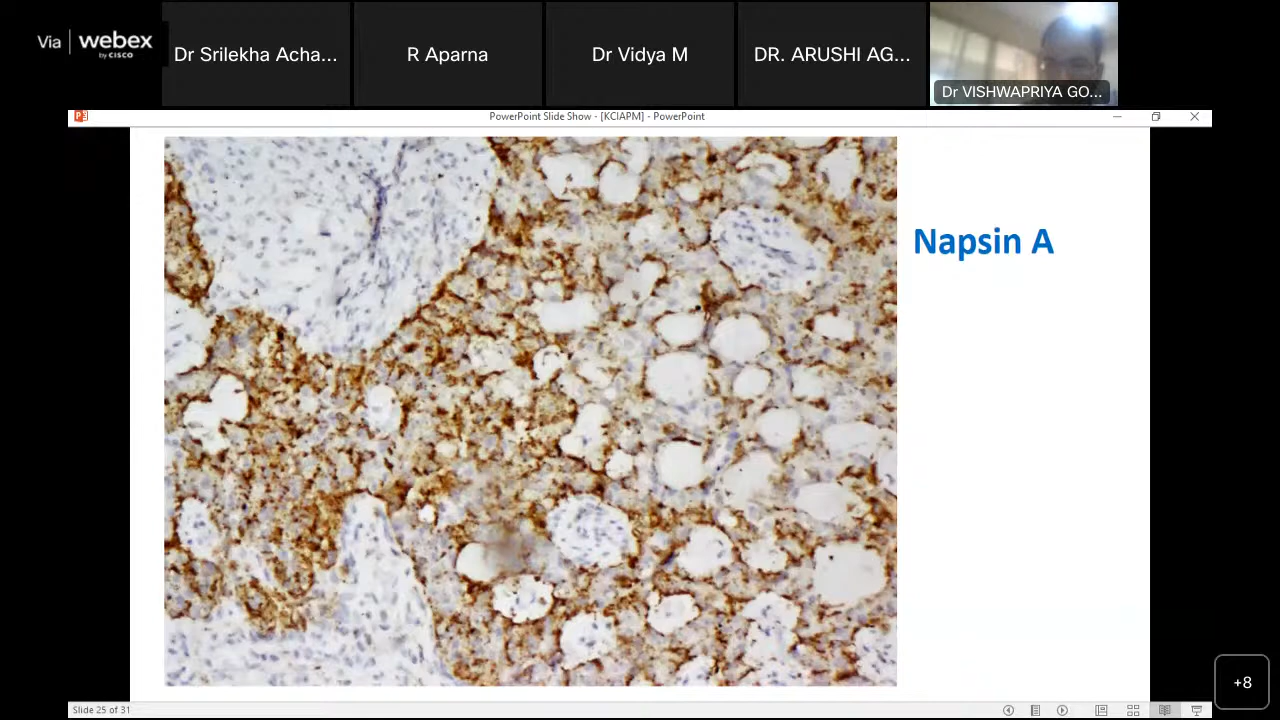 Via webex
by CISCO
Dr Srilekha Acha...
R Aparna
Dr Vidya M
DR. ARUSHI AG...
Dr VISHWAPRIYA GO...
PowerPoint Slide Show - [KCIAPM] - PowerPoint
Napsin A
+8
Slide 25 of 31